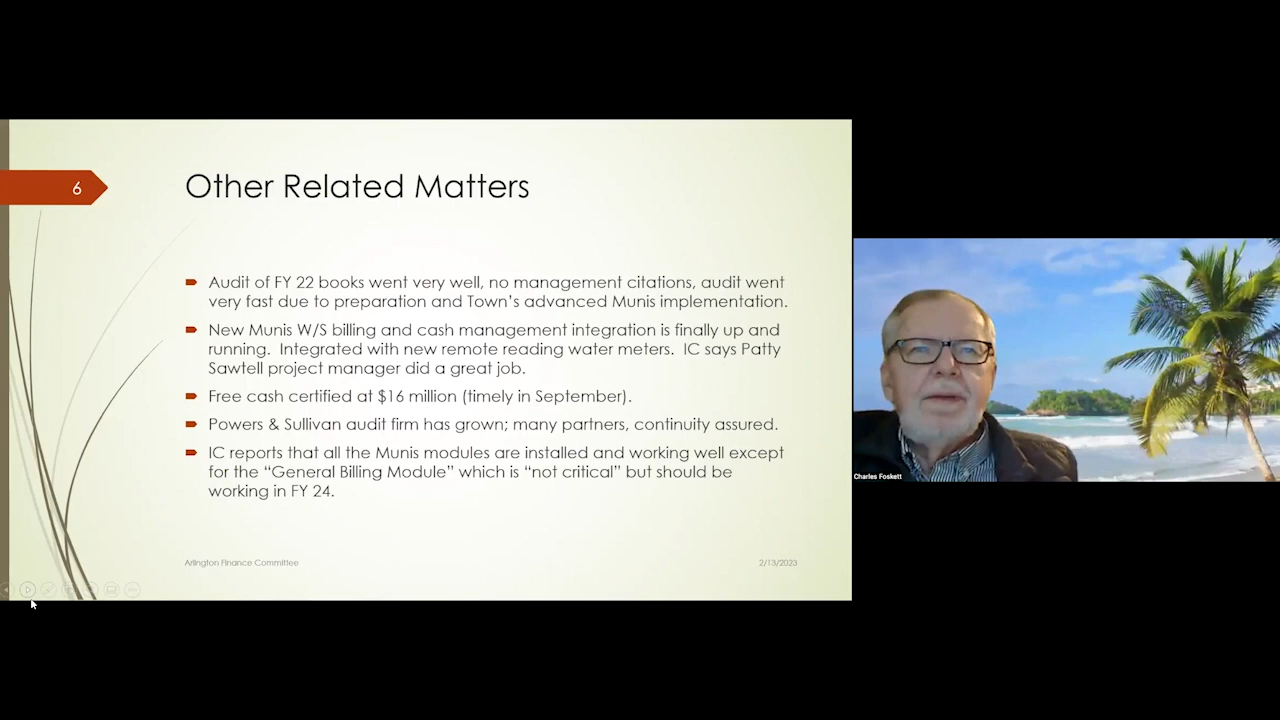 6
Other Related Matters
Audit of FY 22 books went very well, no management citations, audit went
very fast due to preparation and Town's advanced Munis implementation.
New Munis W/S billing and cash management integration is finally up and
running.  Integrated with new remote reading water meters.  IC says Patty
Sawtell project manager did a great job.
Free cash certified at $16 million (timely in September).
Powers & Sullivan audit firm has grown; many partners, continuity assured.
IC reports that all the Munis modules are installed and working well except
for the “General Billing Module” which is “not critical” but should be
working in FY 24.
Arlington Finance Committee
2/13/2023
Charles Foskett